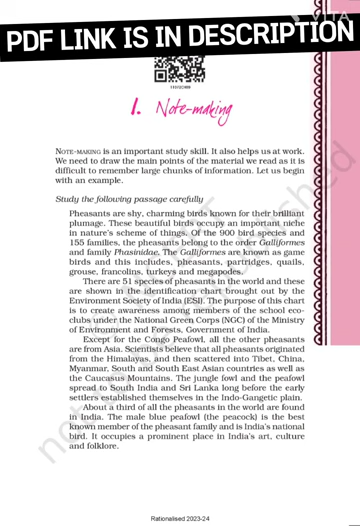 VITA
PDF LINK IS IN DESCRIPTION
11072CH09
1. Note-making
NOTE-MAKING is an important study skill. It also helps us at work.
We need to draw the main points of the material we read as it is
difficult to remember large chunks of information. Let us begin
with an example.
Study the following passage carefully
Pheasants are shy, charming birds known for their brilliant
plumage. These beautiful birds occupy an important niche
in nature's scheme of things. Of the 900 bird species and
155 families, the pheasants belong to the order Galliformes
and family Phasinidae. The Galliformes are known as game
birds and this includes, pheasants, partridges, quails,
grouse, francolins, turkeys and megapodes.
There are 51 species of pheasants in the world and these
are shown in the identification chart brought out by the
Environment Society of India (ESI). The purpose of this chart
is to create awareness among members of the school eco-
clubs under the National Green Corps (NGC) of the Ministry
of Environment and Forests, Government of India.
Except for the Congo Peafowl, all the other pheasants
are from Asia. Scientists believe that all pheasants originated
from the Himalayas, and then scattered into Tibet, China,
Myanmar, South and South East Asian countries as well as
the Caucasus Mountains. The jungle fowl and the peafowl
spread to South India and Sri Lanka long before the early
settlers established themselves in the Indo-Gangetic plain.
About a third of all the pheasants in the world are found
in India. The male blue peafowl (the peacock) is the best
known member of the pheasant family and is India's national
bird. It occupies a prominent place in India's art, culture
and folklore.
Rationalised 2023-24